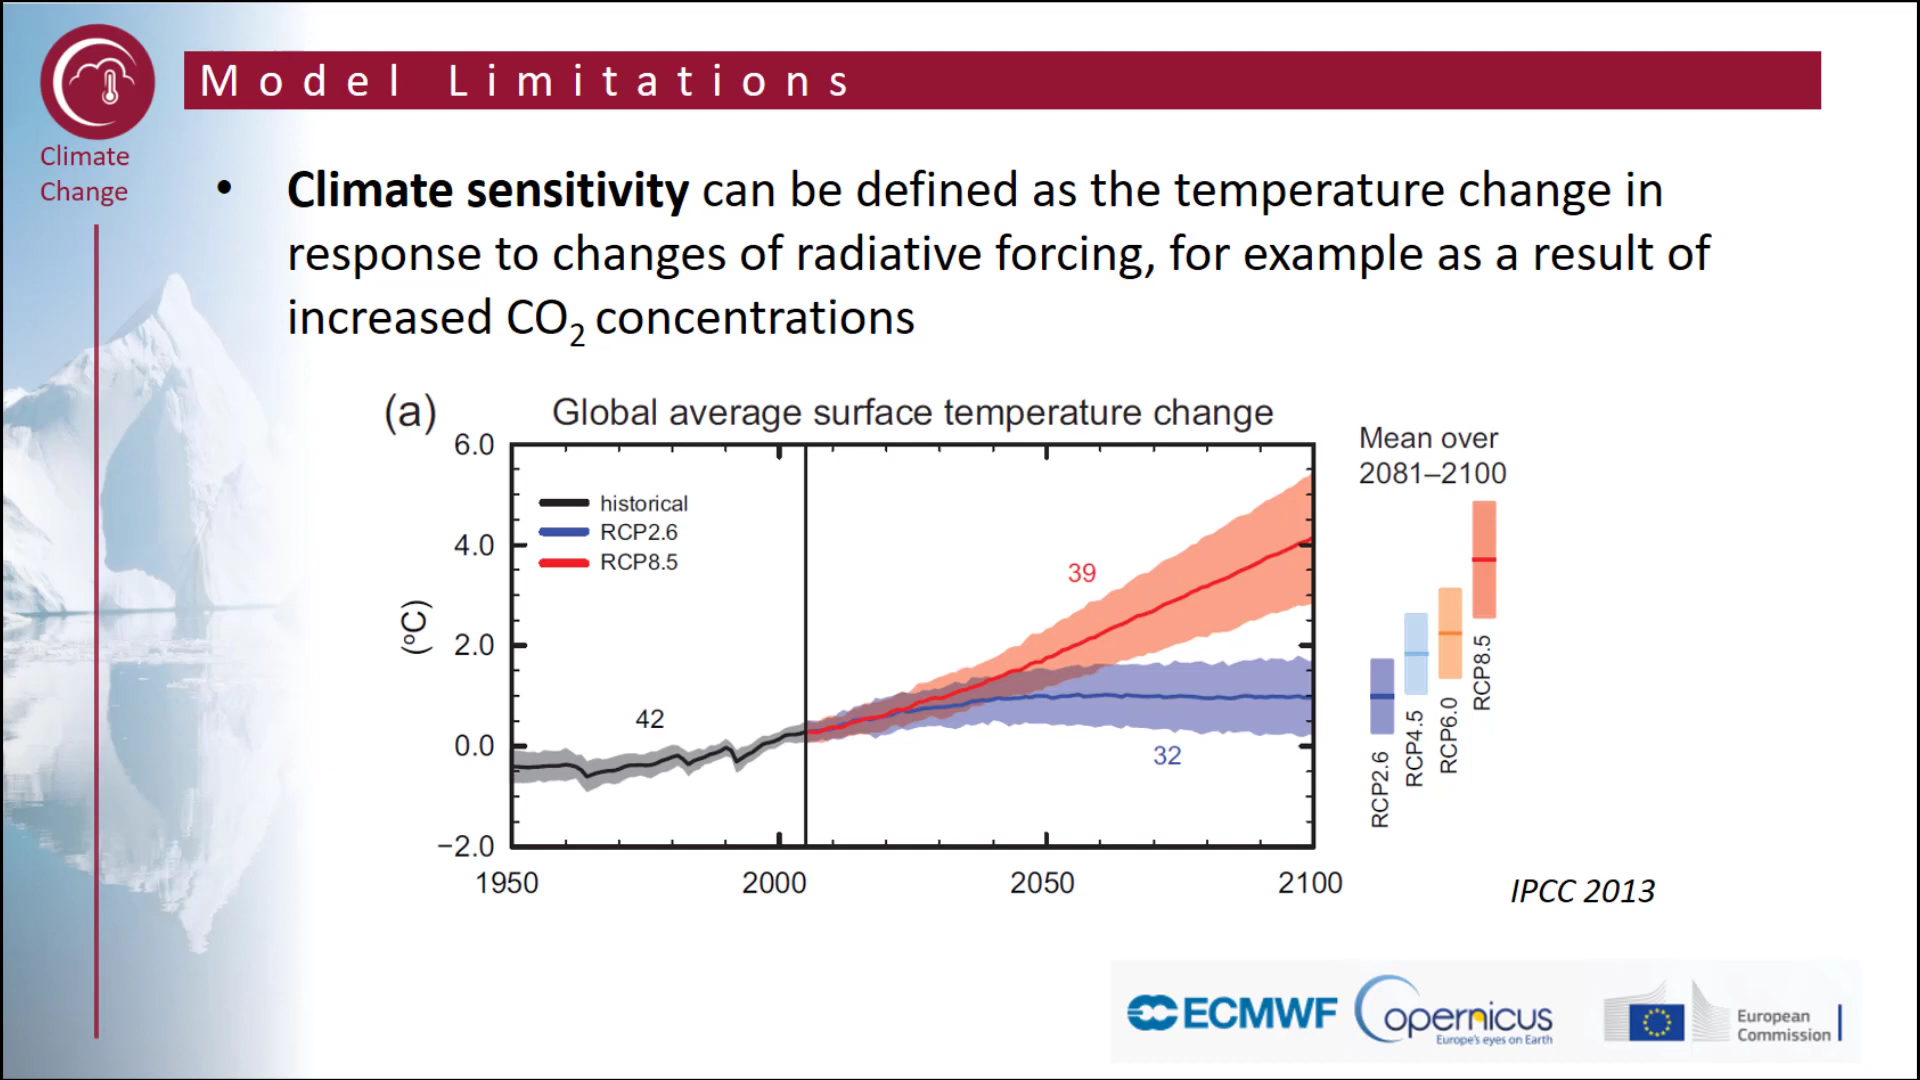 Model Limitations
Climate
Change
• Climate sensitivity can be defined as the temperature change in
response to changes of radiative forcing, for example as a result of
increased CO2 concentrations
(a) Global average surface temperature change
Mean over
2081–2100
6.0
4.0
2.0
0.0
−2.0
(ºC)
historical
RCP2.6
RCP8.5
42
39
32
1950 2000 2050 2100
RCP2.6
RCP4.5
RCP6.0
RCP8.5
IPCC 2013
ECMWF
Copernicus
Europe's eyes on Earth
European
Commission